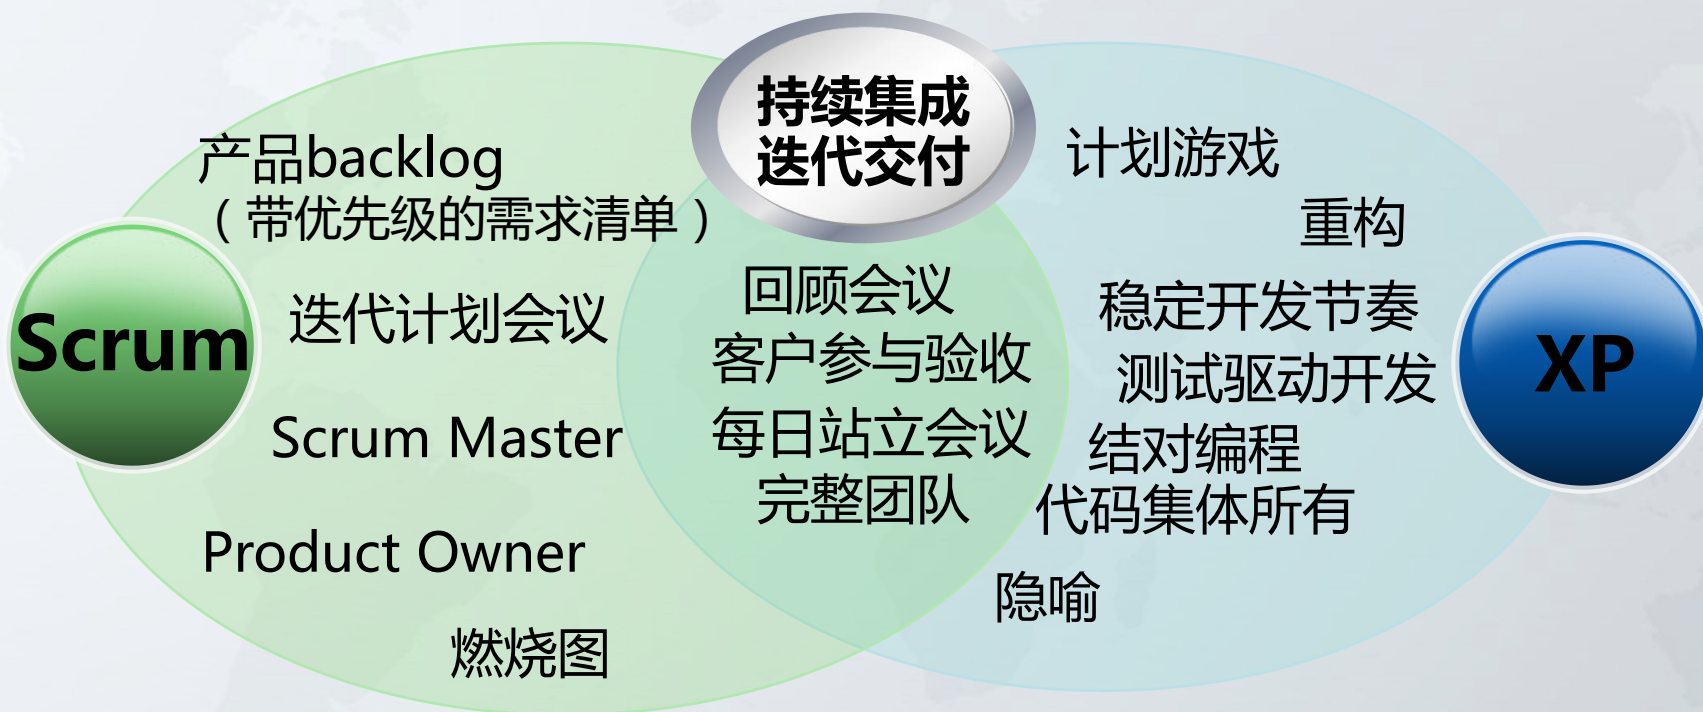 持续集成
迭代交付
Scrum
产品backlog
（带优先级的需求清单）
迭代计划会议
Scrum Master
Product Owner
燃烧图
回顾会议
客户参与验收
每日站立会议
完整团队
计划游戏
重构
稳定开发节奏
测试驱动开发
结对编程
代码集体所有
隐喻
XP